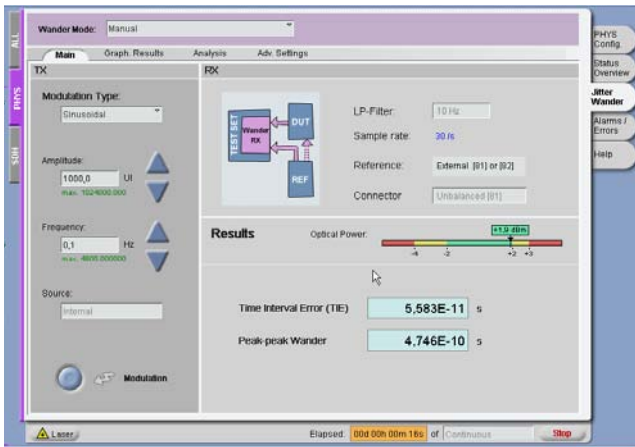 Wander Mode: Manual
Main Graph. Results Analysis Adv. Settings
ALL
PHYS
SDH
TX
Modulation Type:
Sinusoidal
Amplitude:
1000,0 UI
max. 1024000.000
Frequency:
0,1 Hz
max. 4800.000000
Source:
Internal
Modulation
RX
TEST SET
Wander
RX
DUT
REF
LP-Filter: 10 Hz
Sample rate: 30 /s
Reference: External [81] or [82]
Connector Unbalanced [81]
Results Optical Power: +1,9 dBm
-4 -2 +2 +3
Time Interval Error (TIE) 5,583E-11 s
Peak-peak Wander 4,746E-10 s
PHYS
Config.
Status
Overview
Jitter
Wander
Alarms /
Errors
Help
Laser Elapsed: 00d 00h 00m 16s of Continuous Stop